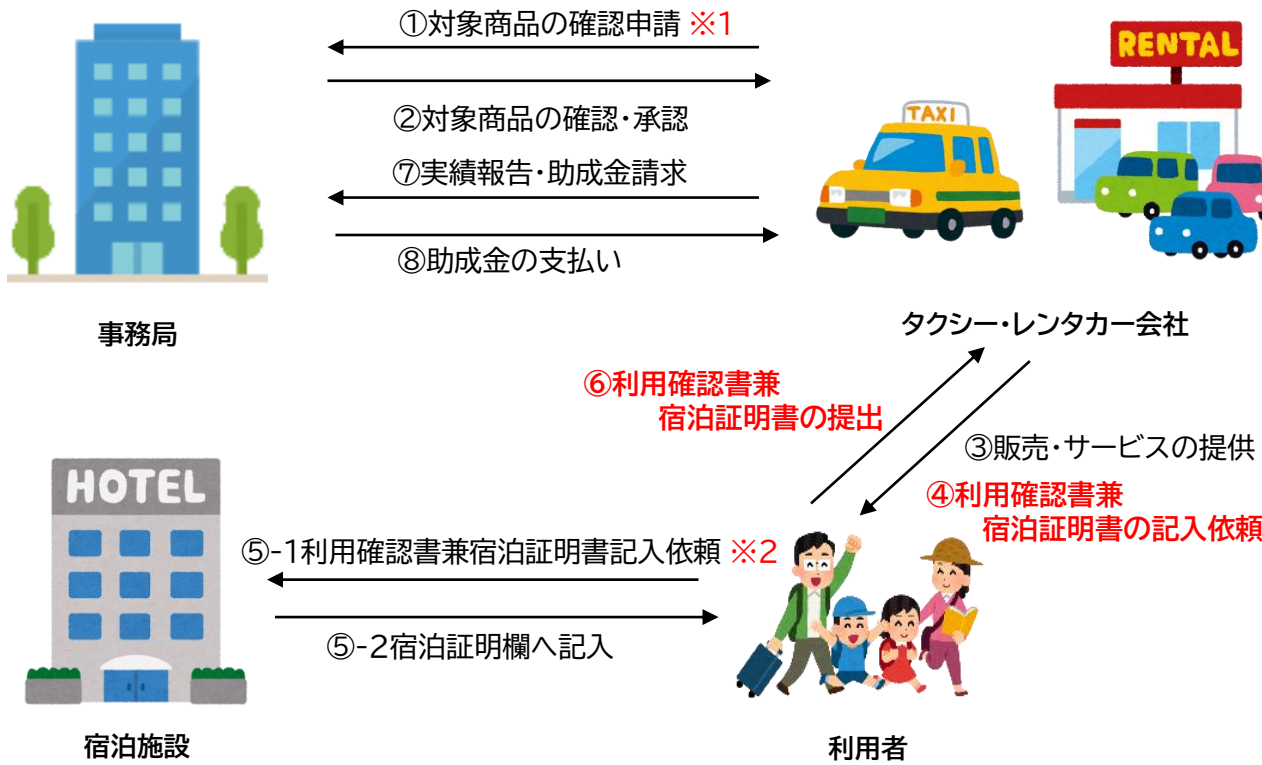 ①対象商品の確認申請 ※1
RENTAL
TAXI
②対象商品の確認・承認
⑦実績報告・助成金請求
⑧助成金の支払い
事務局
タクシー・レンタカー会社
⑥利用確認書兼
宿泊証明書の提出
③販売・サービスの提供
④利用確認書兼
宿泊証明書の記入依頼
HOTEL
⑤-1利用確認書兼宿泊証明書記入依頼 ※2
⑤-2宿泊証明欄へ記入
宿泊施設
利用者